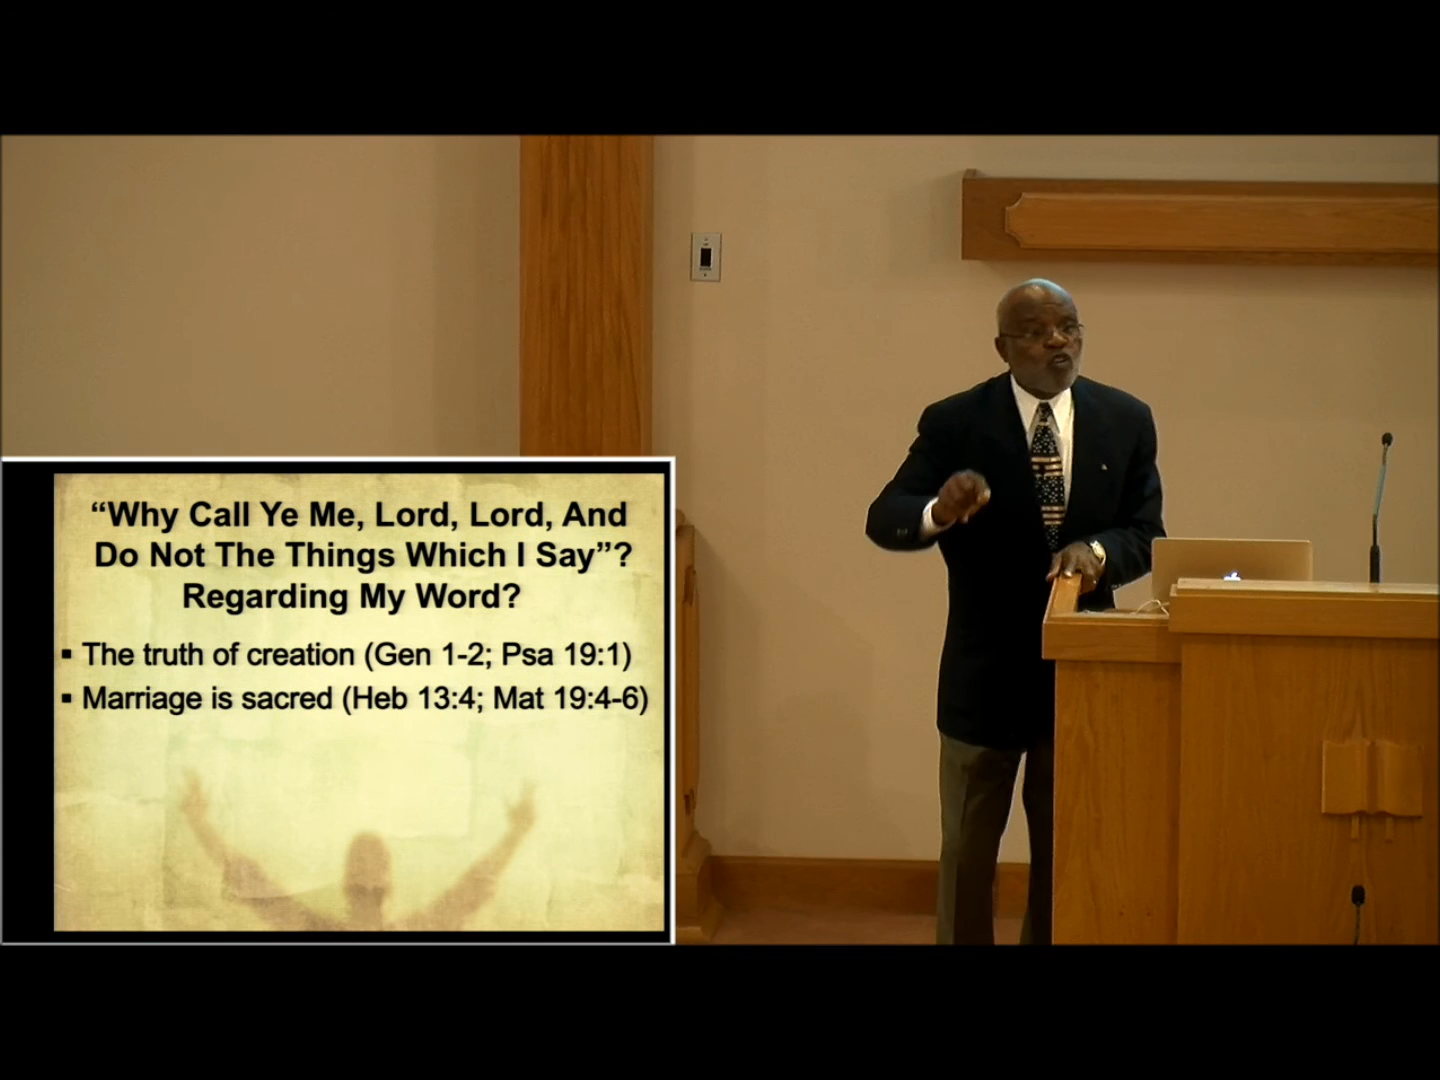 “Why Call Ye Me, Lord, Lord, And
Do Not The Things Which I Say”?
Regarding My Word?
▪ The truth of creation (Gen 1-2; Psa 19:1)
▪ Marriage is sacred (Heb 13:4; Mat 19:4-6)